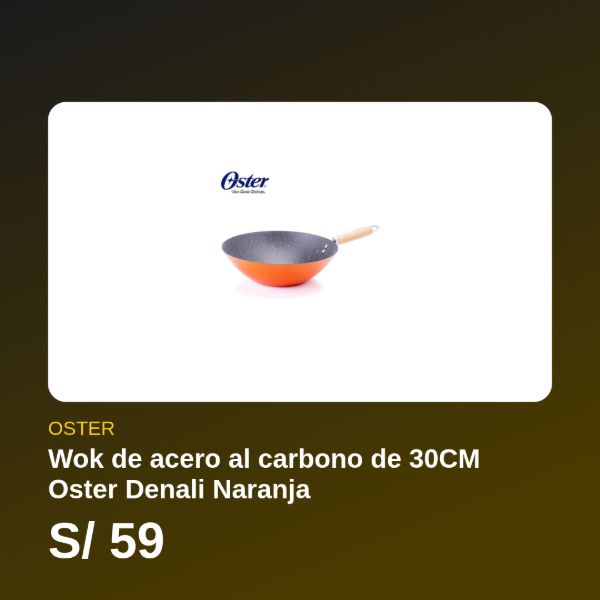 Oster
OSTER
Wok de acero al carbono de 30CM
Oster Denali Naranja
S/ 59